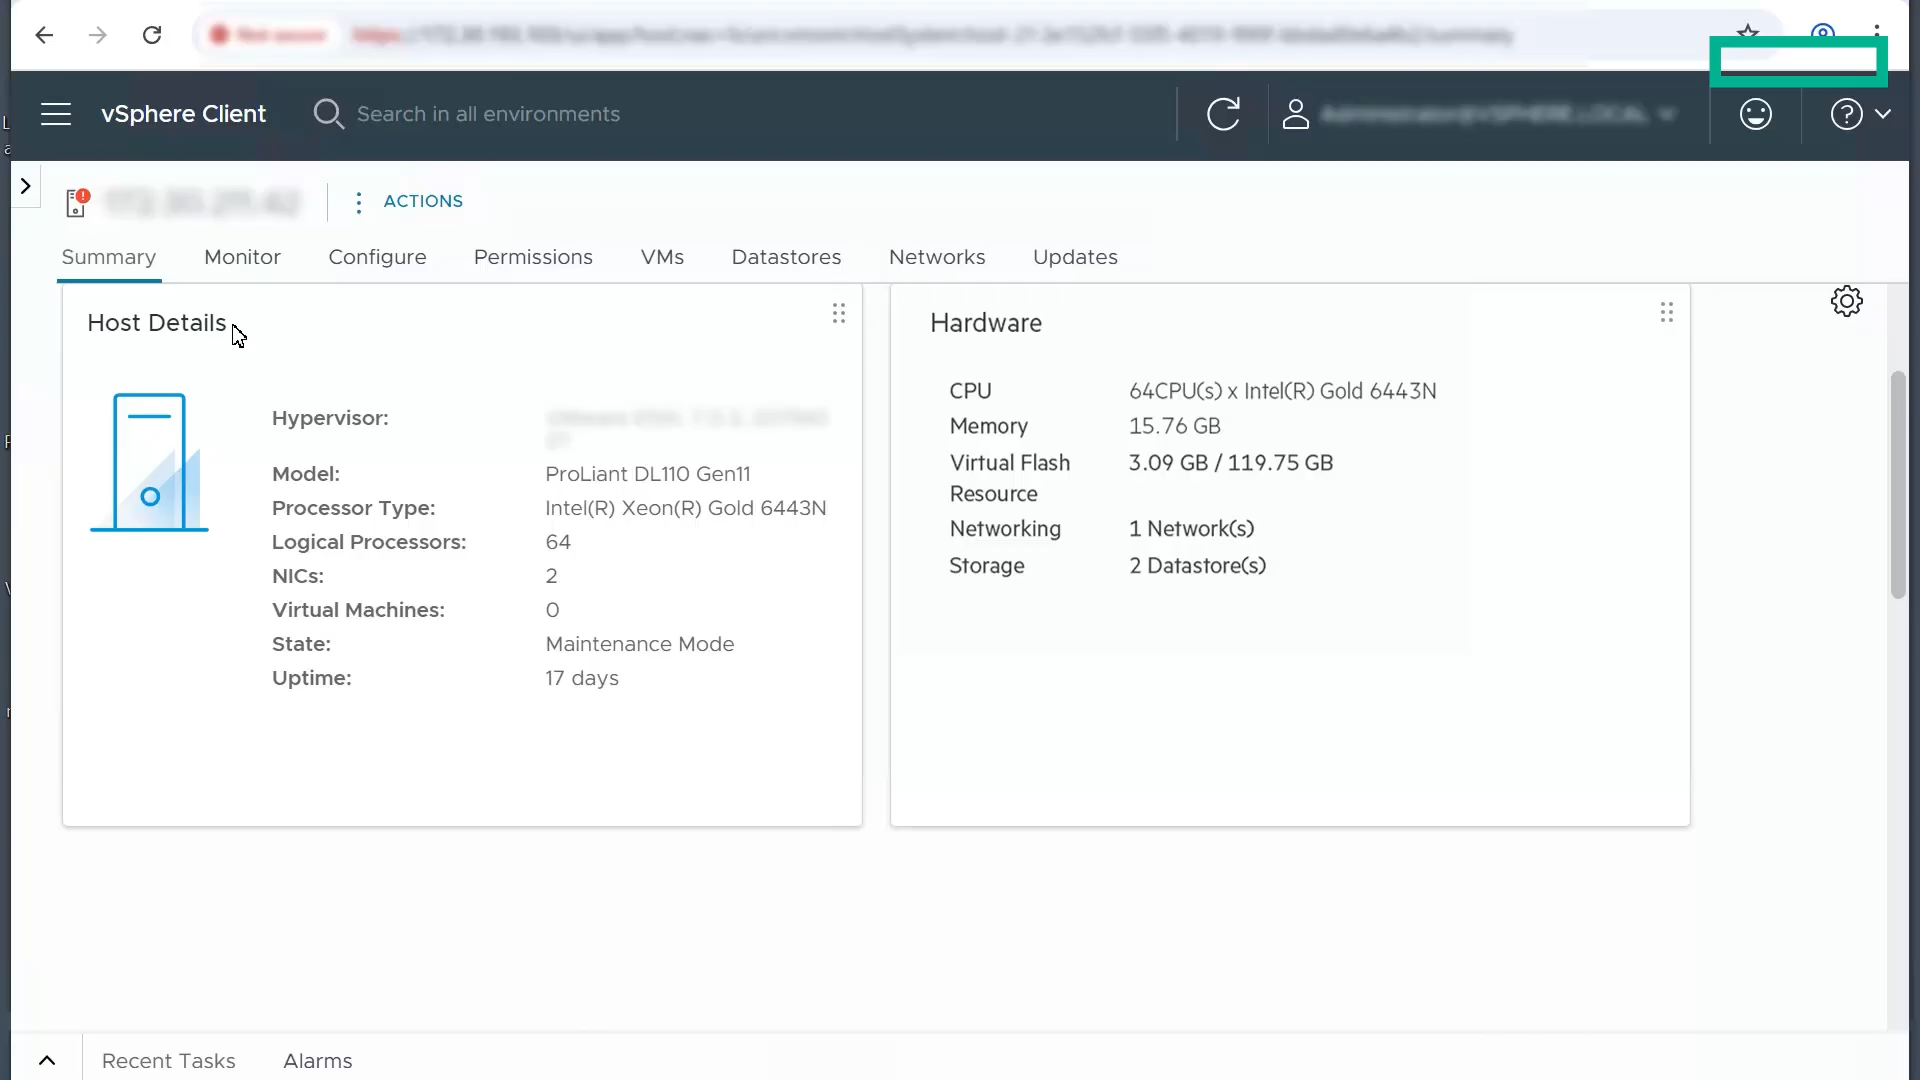 vSphere Client
Search in all environments
ACTIONS
Summary Monitor Configure Permissions VMs Datastores Networks Updates
Host Details
Hypervisor:
Model: ProLiant DL110 Gen11
Processor Type: Intel(R) Xeon(R) Gold 6443N
Logical Processors: 64
NICs: 2
Virtual Machines: 0
State: Maintenance Mode
Uptime: 17 days
Hardware
CPU 64CPU(s) x Intel(R) Gold 6443N
Memory 15.76 GB
Virtual Flash 3.09 GB / 119.75 GB
Resource
Networking 1 Network(s)
Storage 2 Datastore(s)
Recent Tasks Alarms